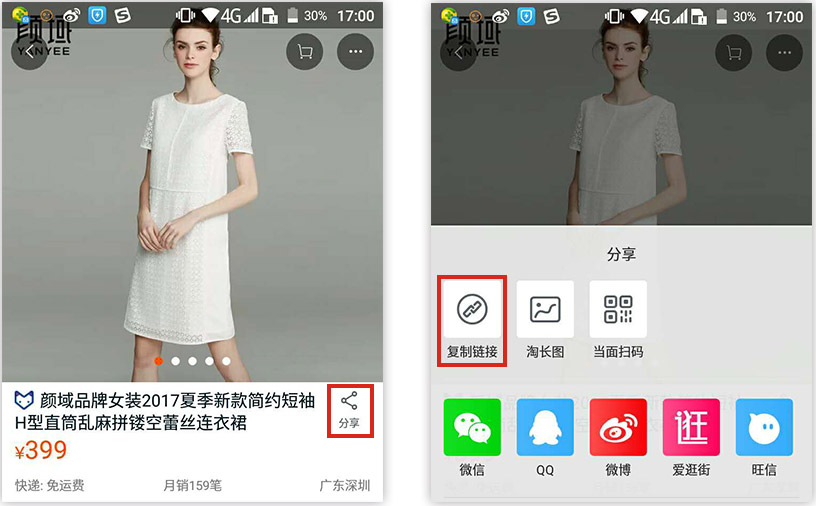 4G 30% 17:00
颜域
YANYEE
颜域品牌女装2017夏季新款简约短袖
H型直筒乱麻拼镂空蕾丝连衣裙
分享
¥399
快递: 免运费
月销159笔
广东深圳
4G 30% 17:00
颜域
YANYEE
分享
复制链接
淘长图
当面扫码
逛
微信
QQ
微博
爱逛街
旺信